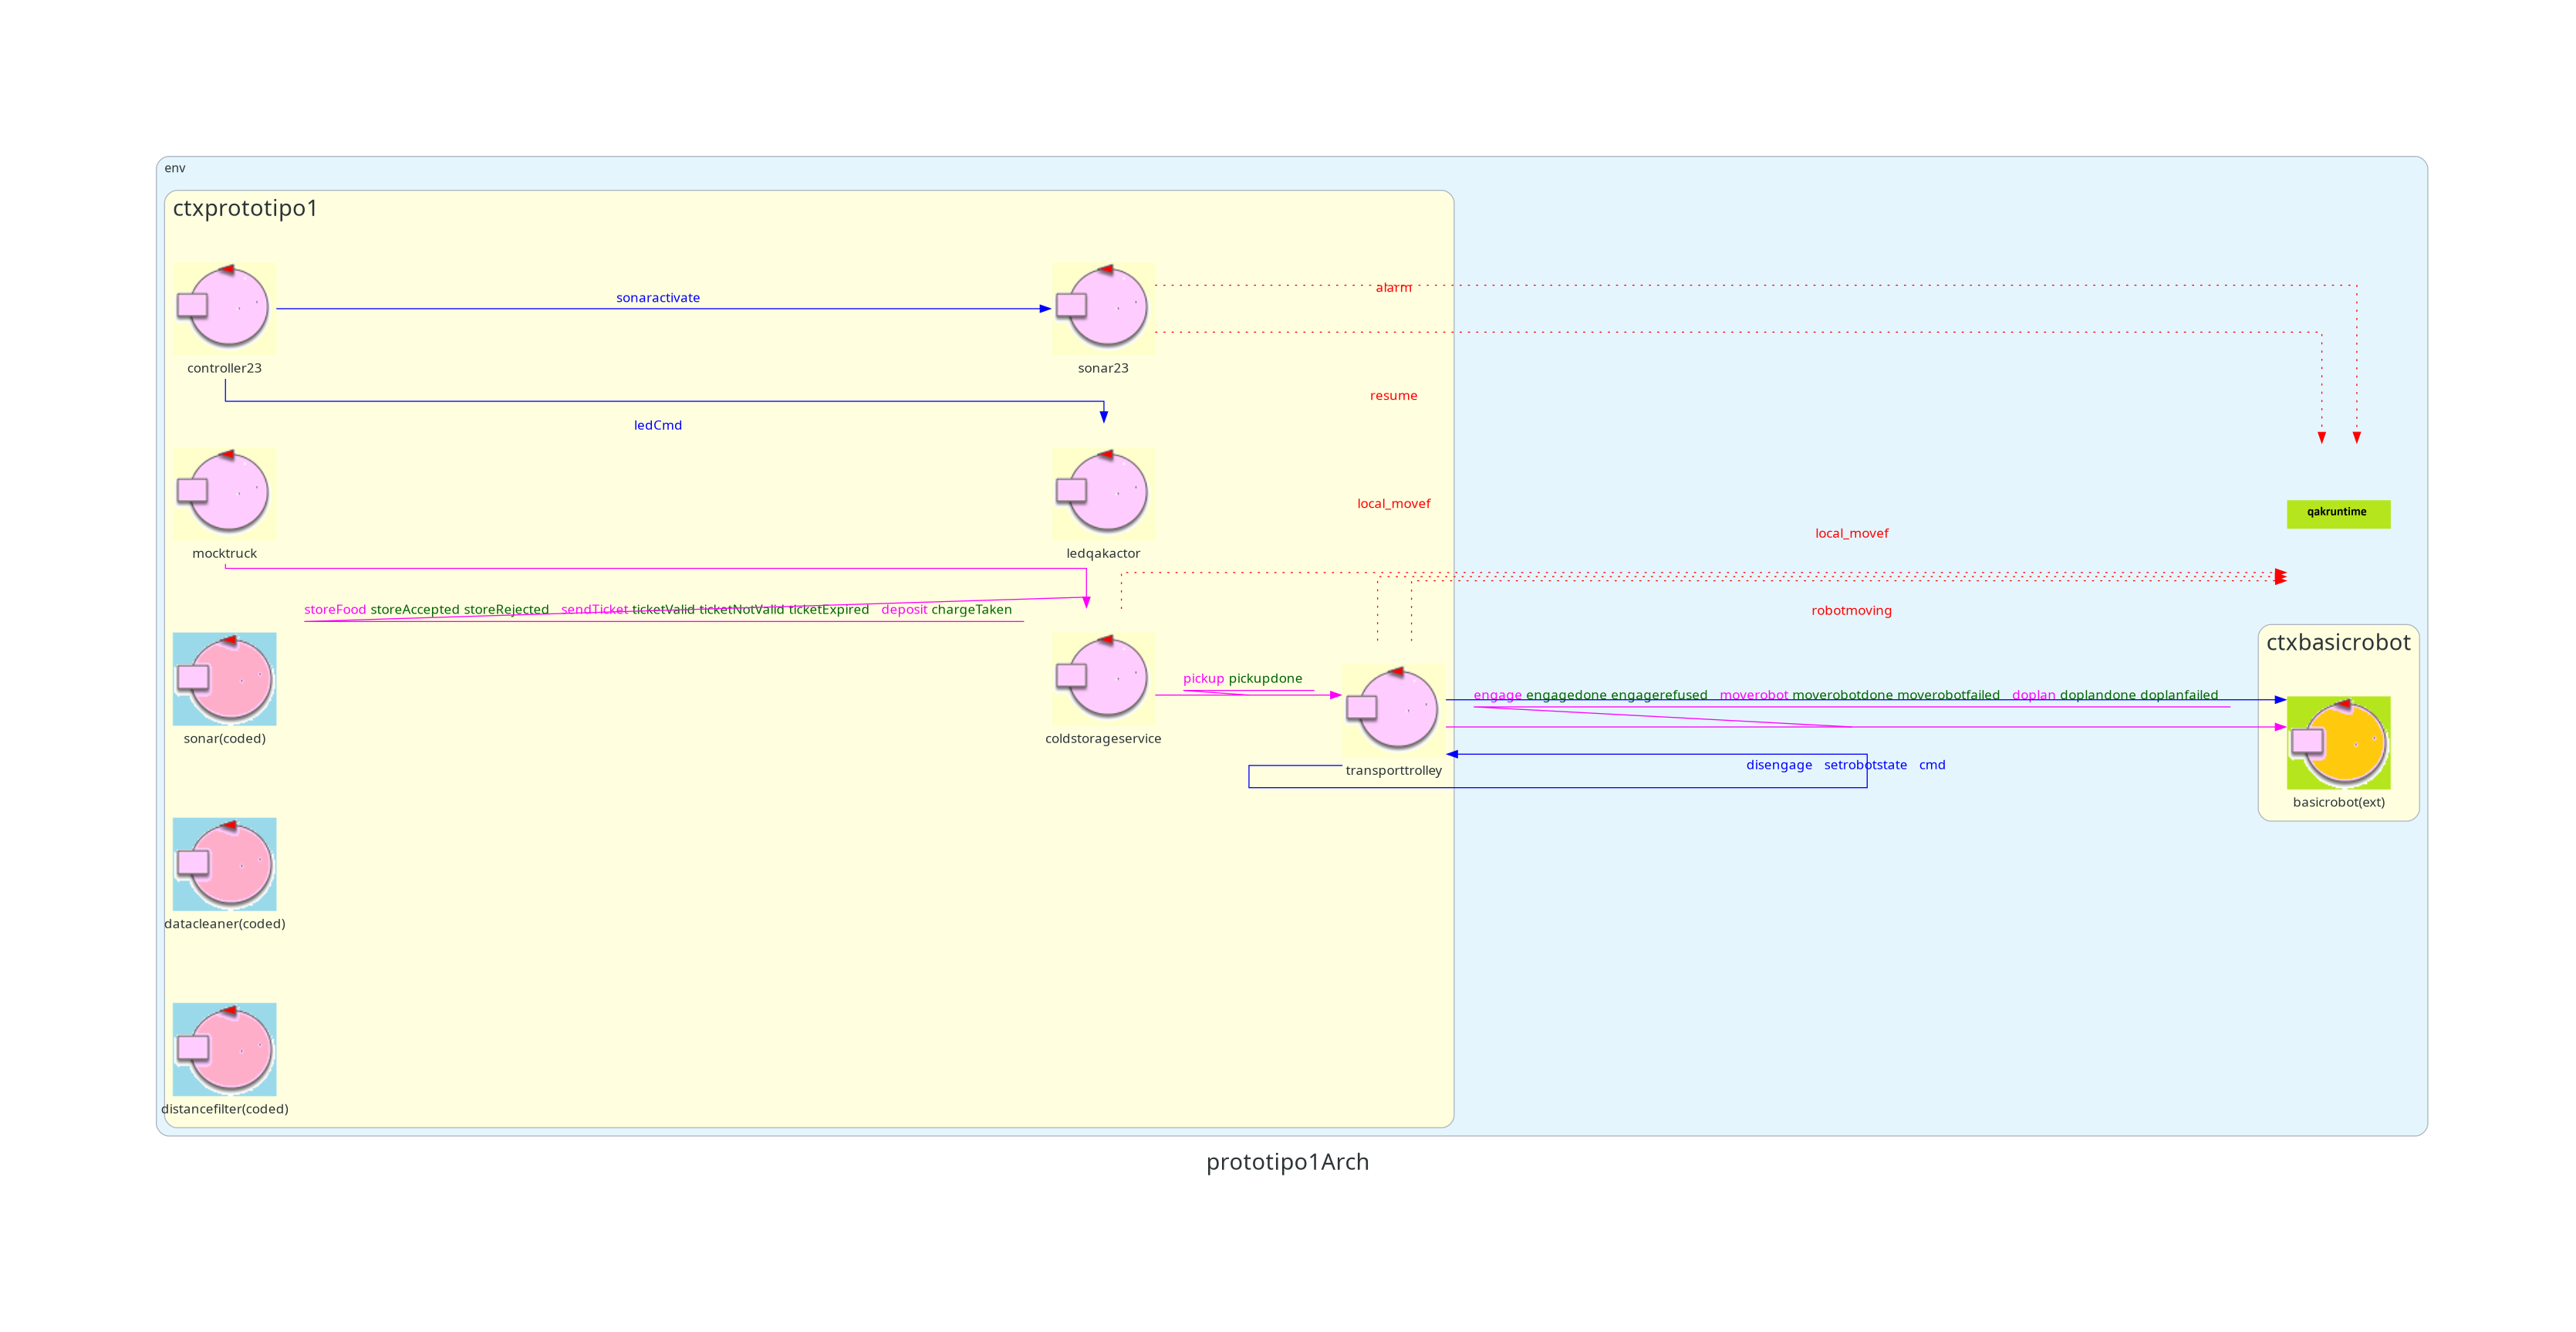 env
ctxprototipo1
alarm
sonaractivate
controller23
sonar23
resume
ledCmd
local_movef
qakruntime
local_movef
mocktruck
ledqakactor
storeFood storeAccepted storeRejected sendTicket ticketValid ticketNotValid ticketExpired deposit chargeTaken
robotmoving
ctxbasicrobot
pickup pickupdone
engage engagedone engagerefused moverobot moverobotdone moverobotfailed doplan doplandone doplanfailed
sonar(coded)
coldstorageservice
disengage setrobotstate cmd
transporttrolley
basicrobot(ext)
datacleaner(coded)
distancefilter(coded)
prototipo1Arch